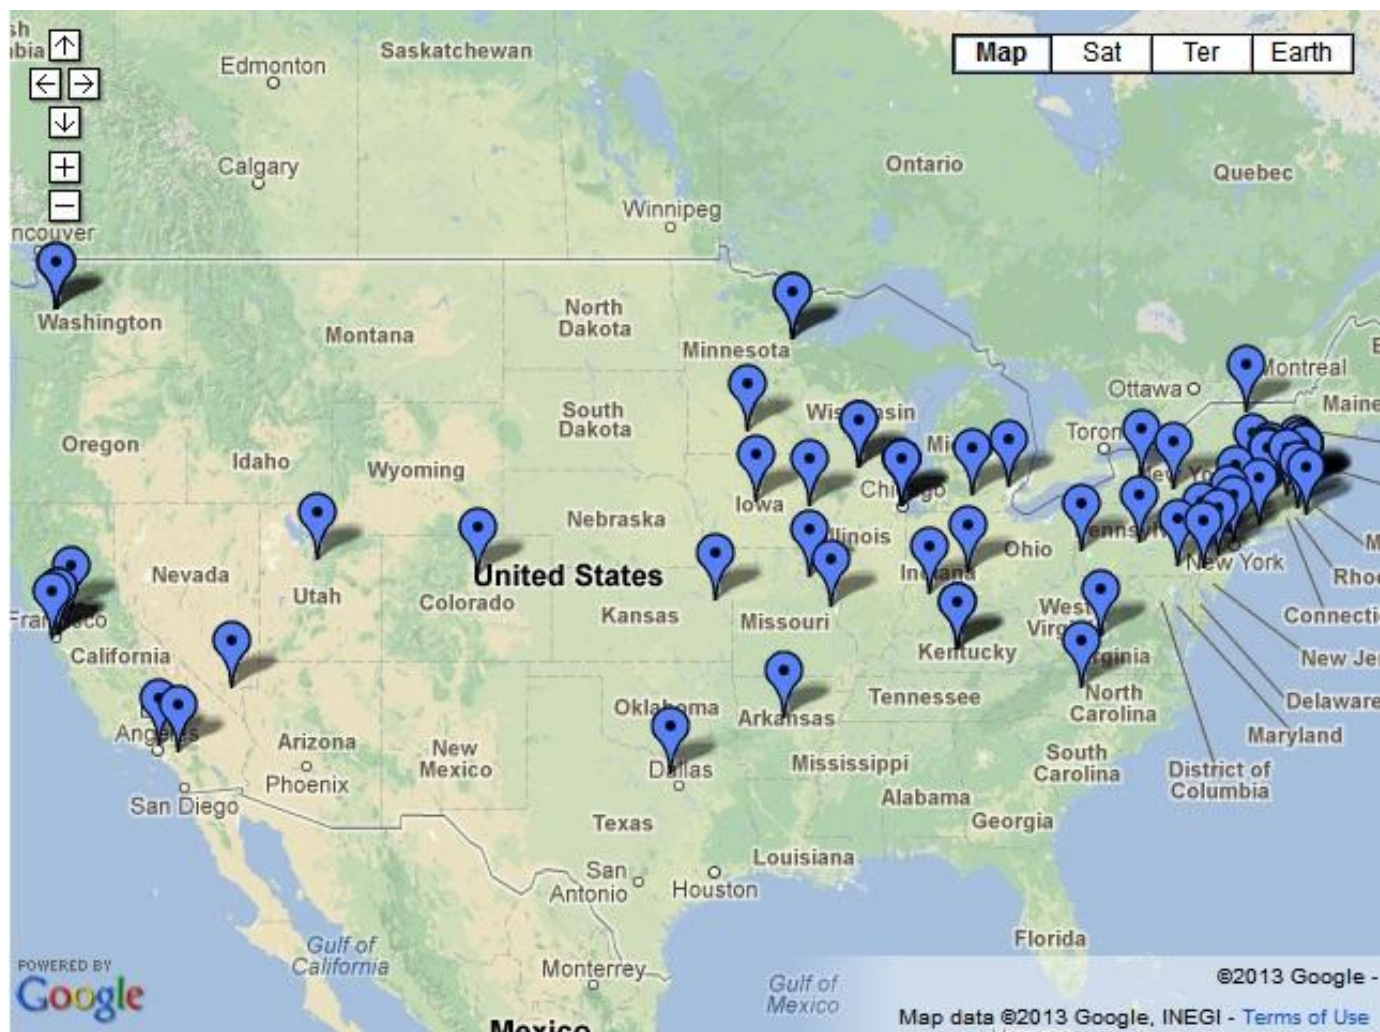 Saskatchewan
Map
Sat
Ter
Earth
Edmonton
Calgary
Ontario
Quebec
Winnipeg
ncouver
Washington
Montana
North
Dakota
Minnesota
Montreal
Ottawa
Maine
South
Dakota
Oregon
Idaho
Wyoming
Iowa
Nebraska
Ohio
Nevada
Utah
United States
Colorado
Kansas
Missouri
New York
California
Kentucky
New Jer
Delaware
Maryland
Connecti
Rhod
Oklahoma
Arkansas
Tennessee
North
Carolina
Arizona
Phoenix
New
Mexico
Dallas
Mississippi
South
Carolina
District of
Columbia
San Diego
Alabama
Georgia
Texas
Louisiana
San
Antonio
Houston
Florida
Gulf of
California
Monterrey
Gulf of
Mexico
Mexico
POWERED BY
Google
©2013 Google -
Map data ©2013 Google, INEGI - Terms of Use